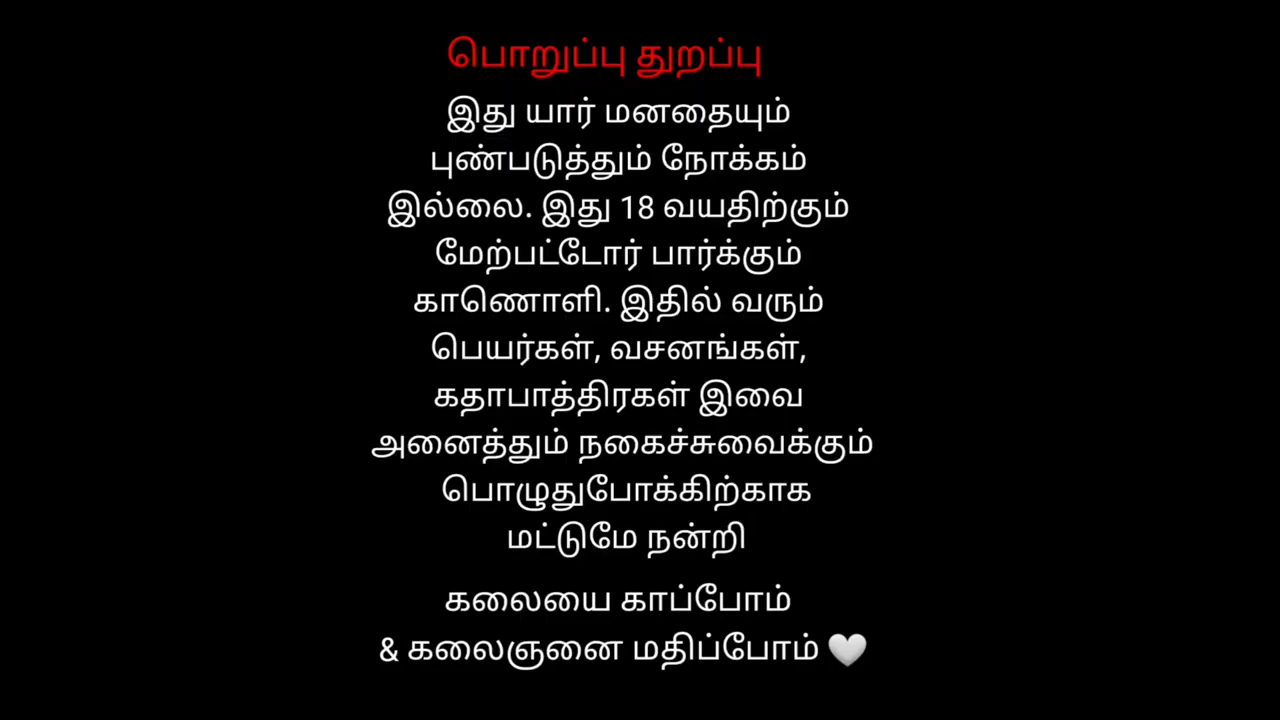 பொறுப்பு துறப்பு
இது யார் மனதையும்
புண்படுத்தும் நோக்கம்
இல்லை. இது 18 வயதிற்கும்
மேற்பட்டோர் பார்க்கும்
காணொளி. இதில் வரும்
பெயர்கள், வசனங்கள்,
கதாபாத்திரகள் இவை
அனைத்தும் நகைச்சுவைக்கும்
பொழுதுபோக்கிற்காக
மட்டுமே நன்றி
கலையை காப்போம்
& கலைஞனை மதிப்போம் 🤍